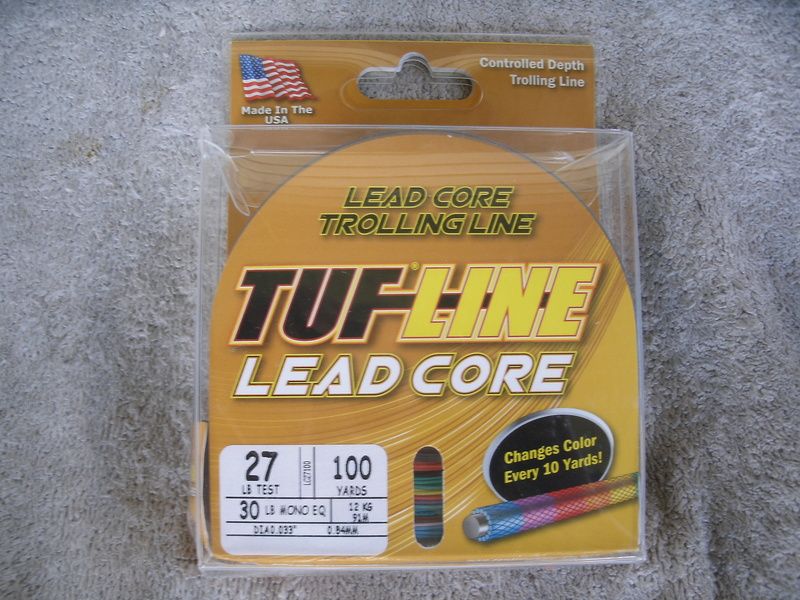 Controlled Depth
Trolling Line
Made In The
USA
LEAD CORE
TROLLING LINE
TUF-LINE®
LEAD CORE
Changes Color
Every 10 Yards!
27
LB TEST
LC27100
100
YARDS
30 LB MONO EQ
12 KG
91M
DIA 0.033" 0.84MM